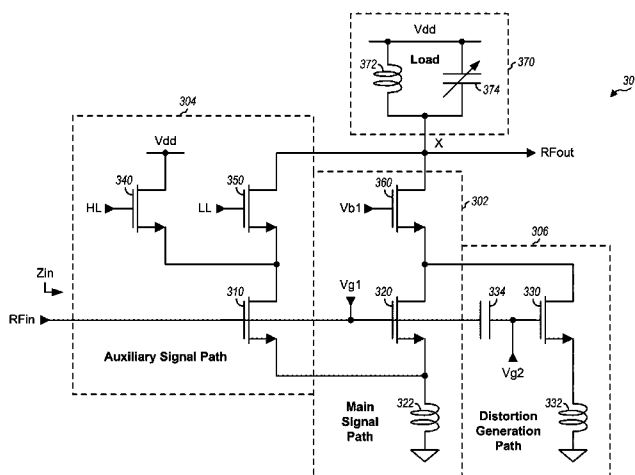 Vdd
372
Load
374
370
30
304
X
RFout
Vdd
340
350
360
302
HL
LL
Vb1
306
Zin
310
Vg1
320
334
330
RFin
Auxiliary Signal Path
Vg2
322
332
Main
Signal
Path
Distortion
Generation
Path